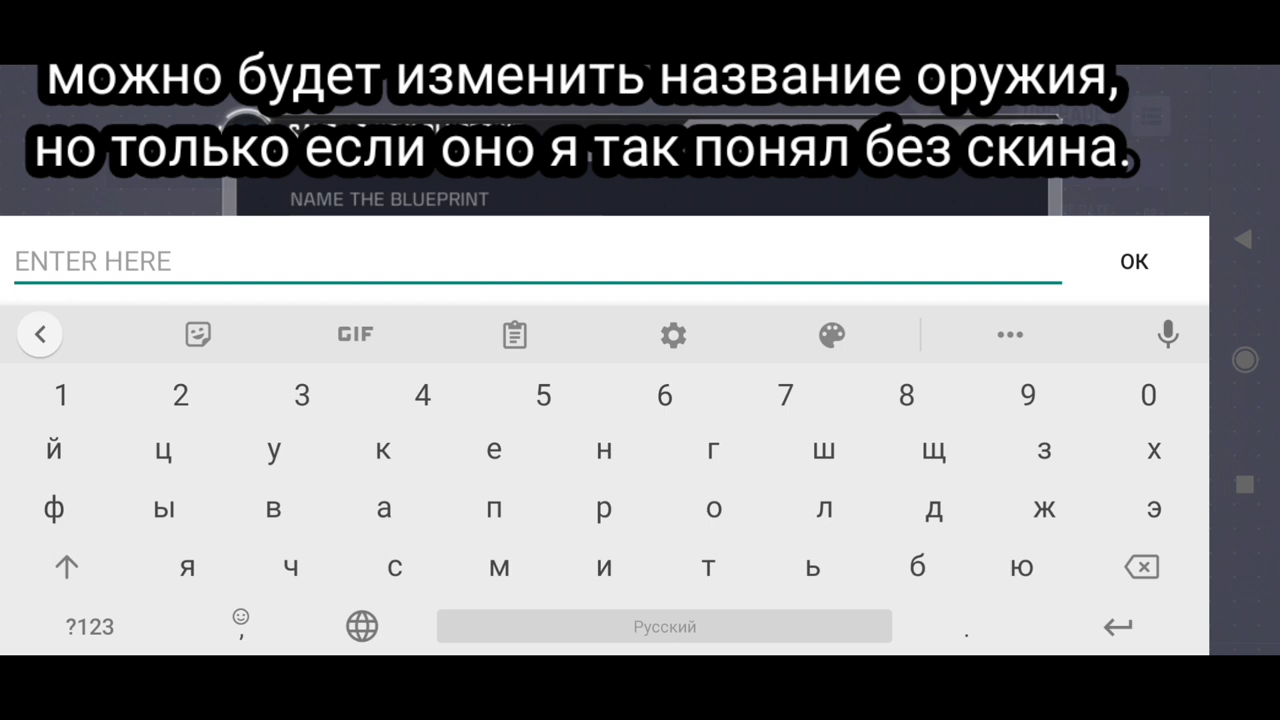 можно будет изменить название оружия,
но только если оно я так понял без скина.
NAME THE BLUEPRINT
ENTER HERE
OK
GIF
1 2 3 4 5 6 7 8 9 0
й ц у к е н г ш щ з х
ф ы в а п р о л д ж э
я ч с м и т ь б ю
?123 , Русский .